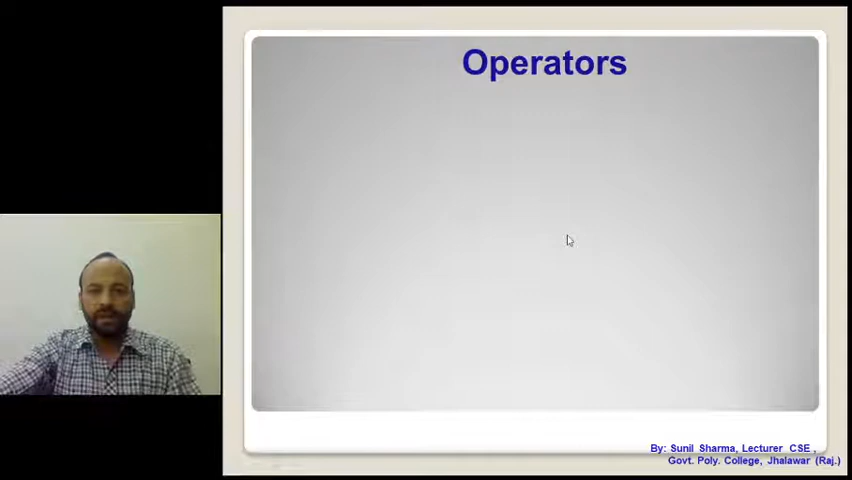 Operators
By: Sunil Sharma, Lecturer CSE ,
Govt. Poly. College, Jhalawar (Raj.)